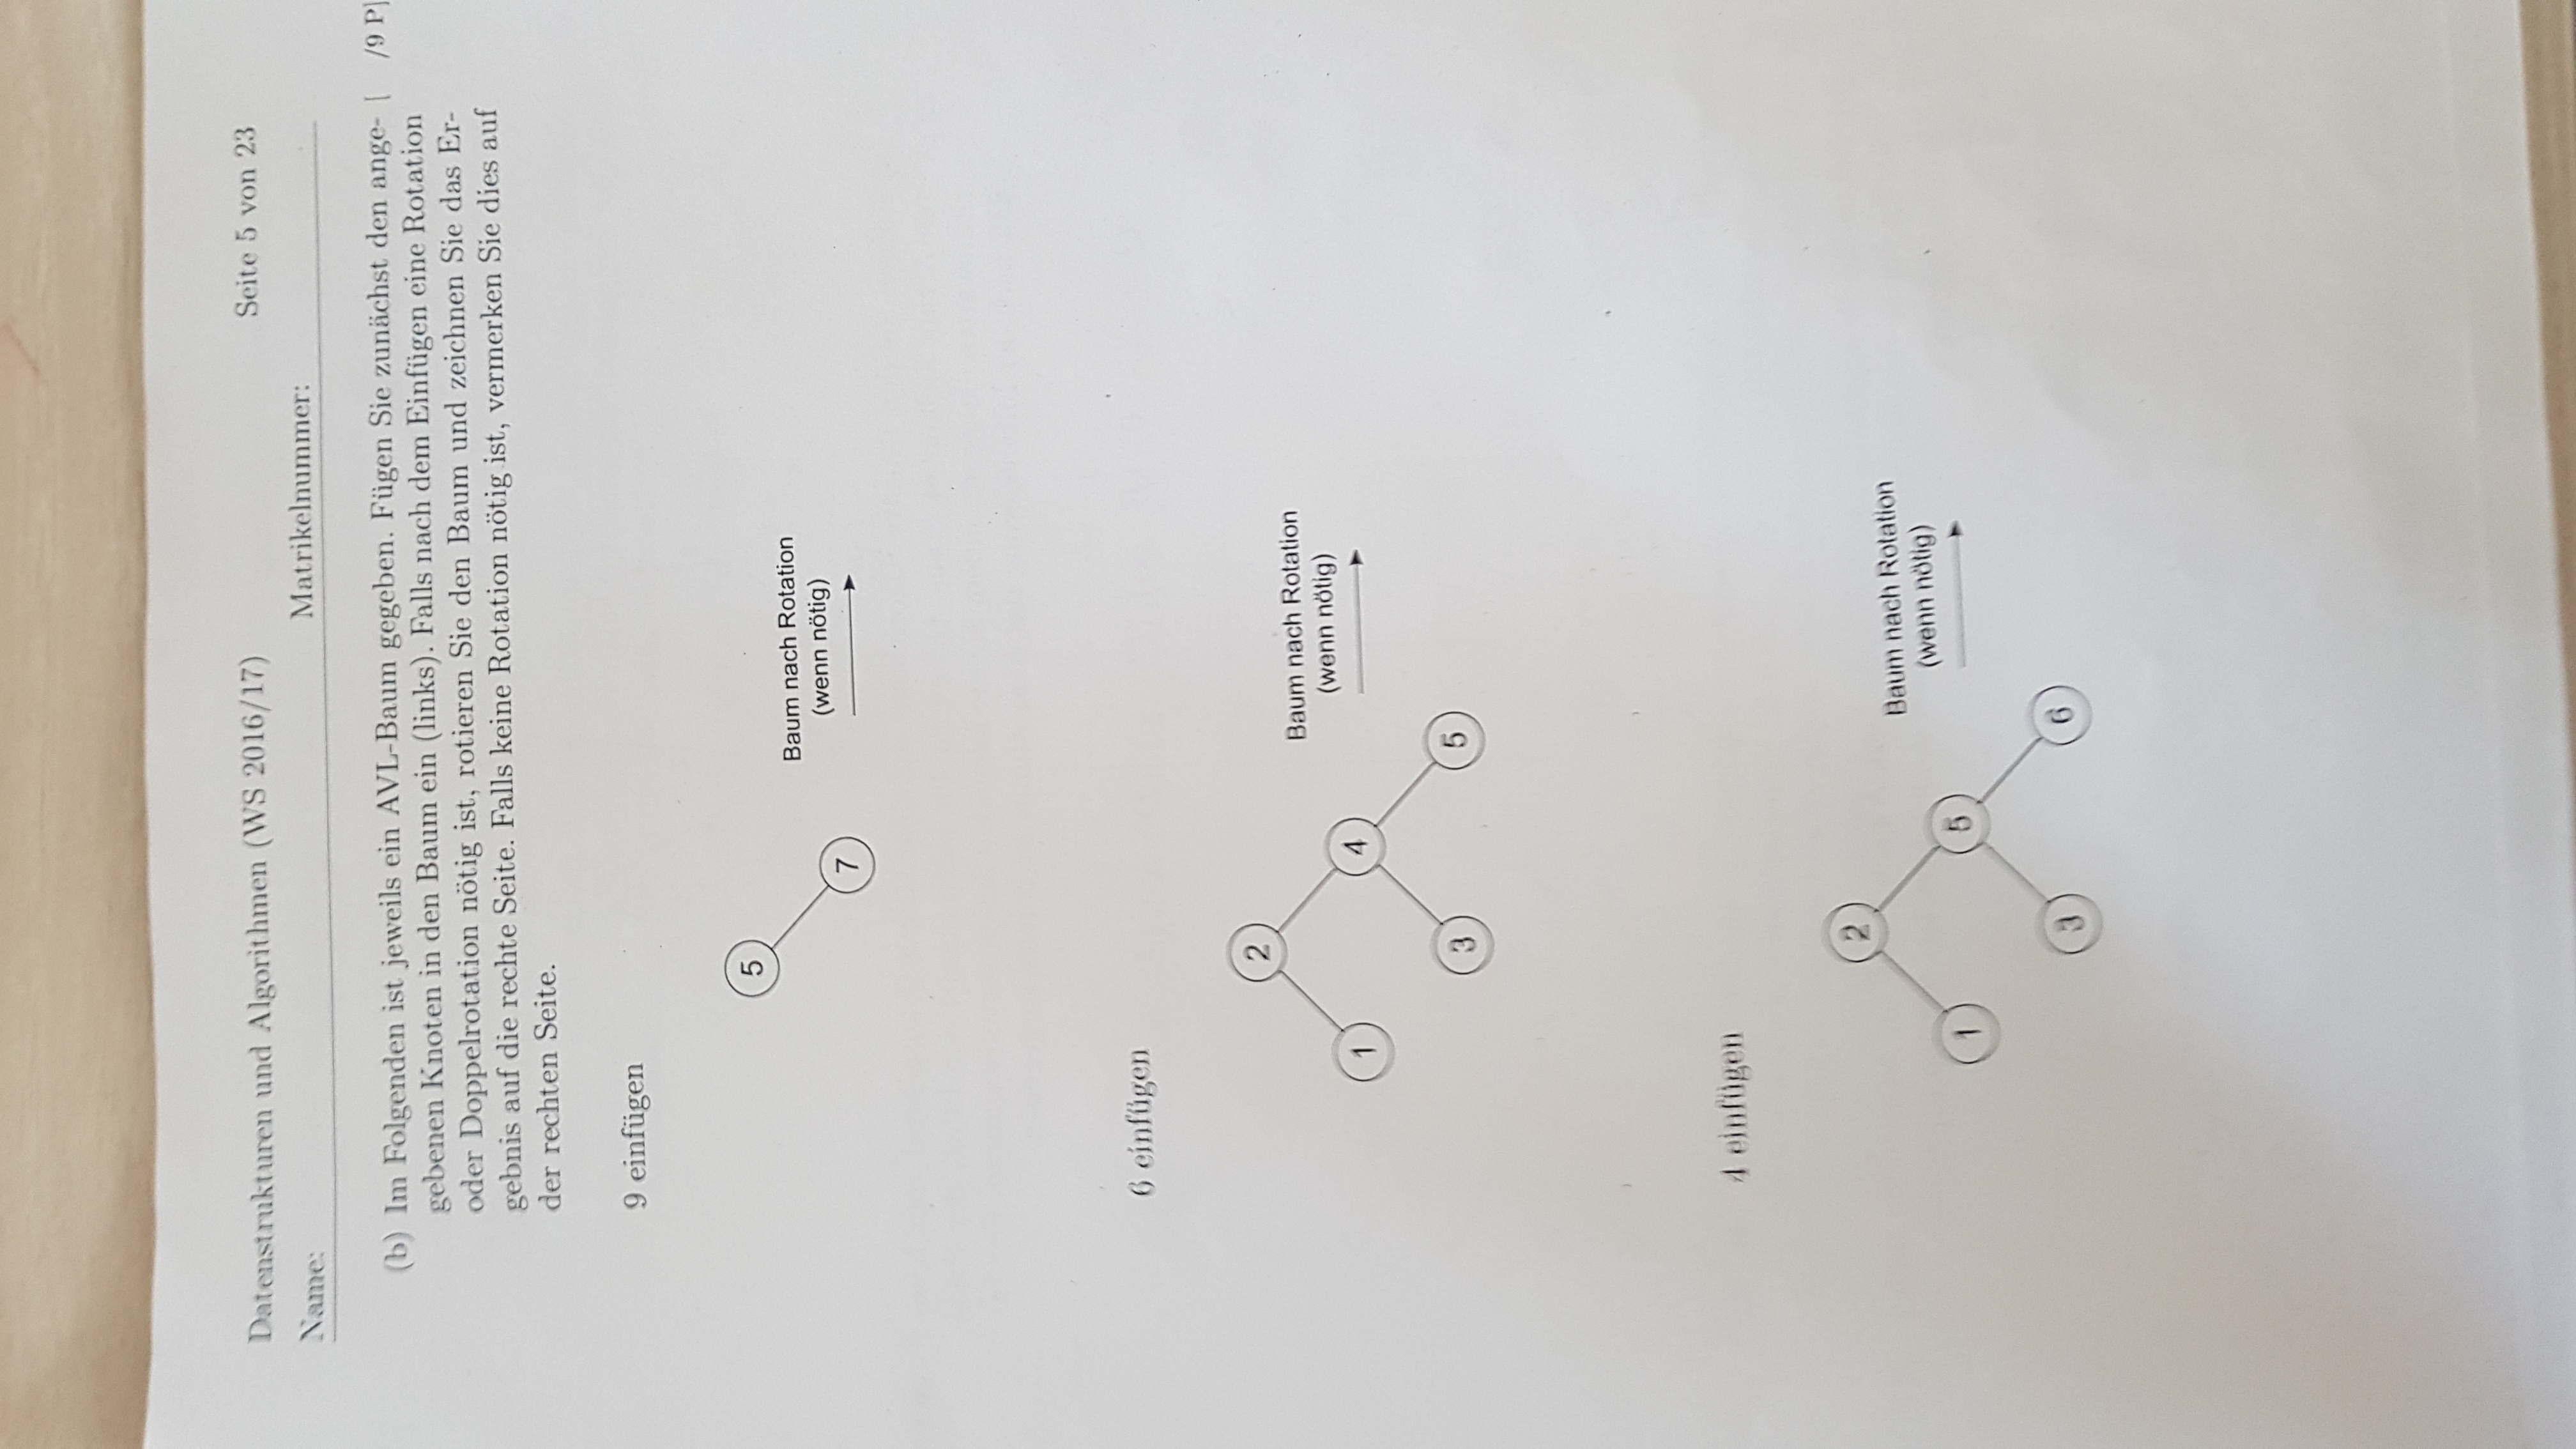 Datenstrukturen und Algorithmen (WS 2016/17) Seite 5 von 23
Name: Matrikelnummer:
(b) Im Folgenden ist jeweils ein AVL-Baum gegeben. Fügen Sie zunächst den ange- [ /9 P]
gebenen Knoten in den Baum ein (links). Falls nach dem Einfügen eine Rotation
oder Doppelrotation nötig ist, rotieren Sie den Baum und zeichnen Sie das Er-
gebnis auf die rechte Seite. Falls keine Rotation nötig ist, vermerken Sie dies auf
der rechten Seite.
9 einfügen
5
7
Baum nach Rotation
(wenn nötig)
6 einfügen
2
1 4
3 5
Baum nach Rotation
(wenn nötig)
4 einfügen
2
1 5
3 6
Baum nach Rotation
(wenn nötig)